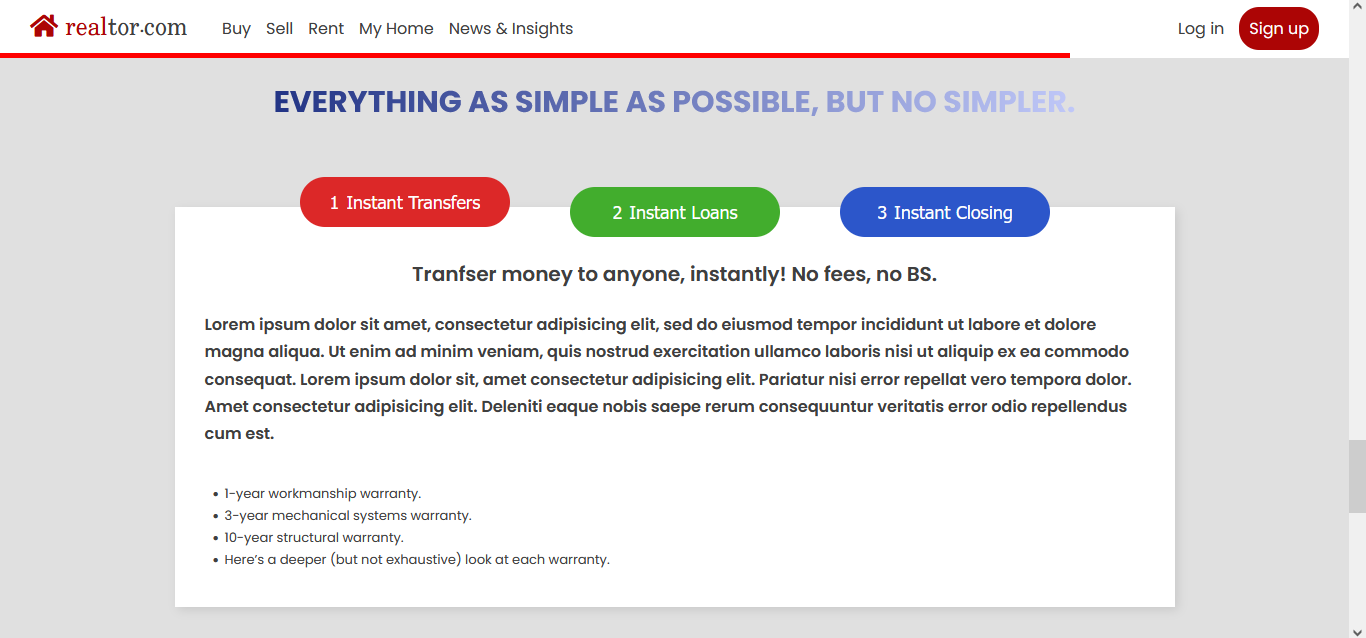 realtor.com Buy Sell Rent My Home News & Insights Log in Sign up
EVERYTHING AS SIMPLE AS POSSIBLE, BUT NO SIMPLER.
1 Instant Transfers 2 Instant Loans 3 Instant Closing
Tranfser money to anyone, instantly! No fees, no BS.
Lorem ipsum dolor sit amet, consectetur adipisicing elit, sed do eiusmod tempor incididunt ut labore et dolore
magna aliqua. Ut enim ad minim veniam, quis nostrud exercitation ullamco laboris nisi ut aliquip ex ea commodo
consequat. Lorem ipsum dolor sit, amet consectetur adipisicing elit. Pariatur nisi error repellat vero tempora dolor.
Amet consectetur adipisicing elit. Deleniti eaque nobis saepe rerum consequuntur veritatis error odio repellendus
cum est.
• 1-year workmanship warranty.
• 3-year mechanical systems warranty.
• 10-year structural warranty.
• Here’s a deeper (but not exhaustive) look at each warranty.